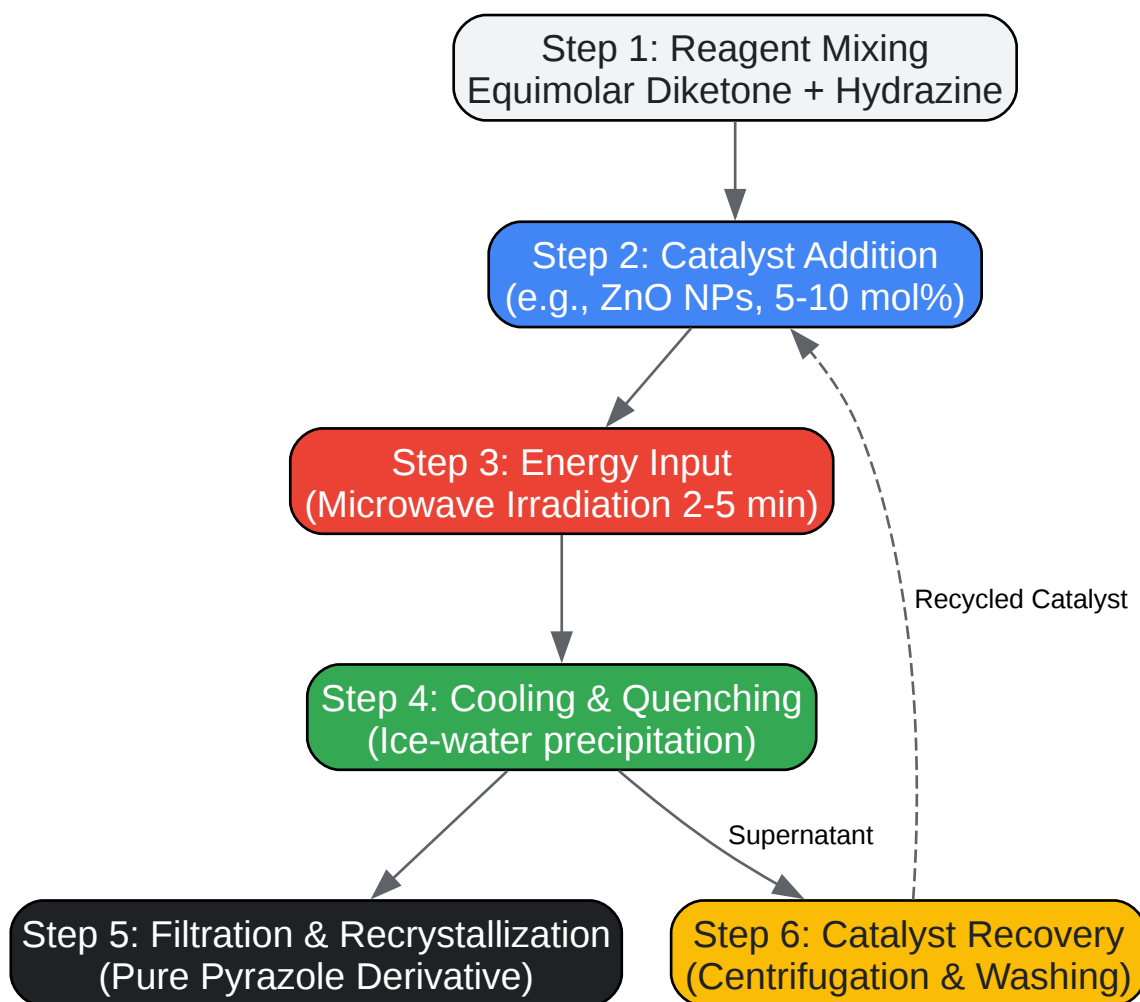 Step 1: Reagent Mixing
Equimolar Diketone + Hydrazine
Step 2: Catalyst Addition
(e.g., ZnO NPs, 5-10 mol%)
Step 3: Energy Input
(Microwave Irradiation 2-5 min)
Recycled Catalyst
Step 4: Cooling & Quenching
(Ice-water precipitation)
Supernatant
Step 5: Filtration & Recrystallization
(Pure Pyrazole Derivative)
Step 6: Catalyst Recovery
(Centrifugation & Washing)